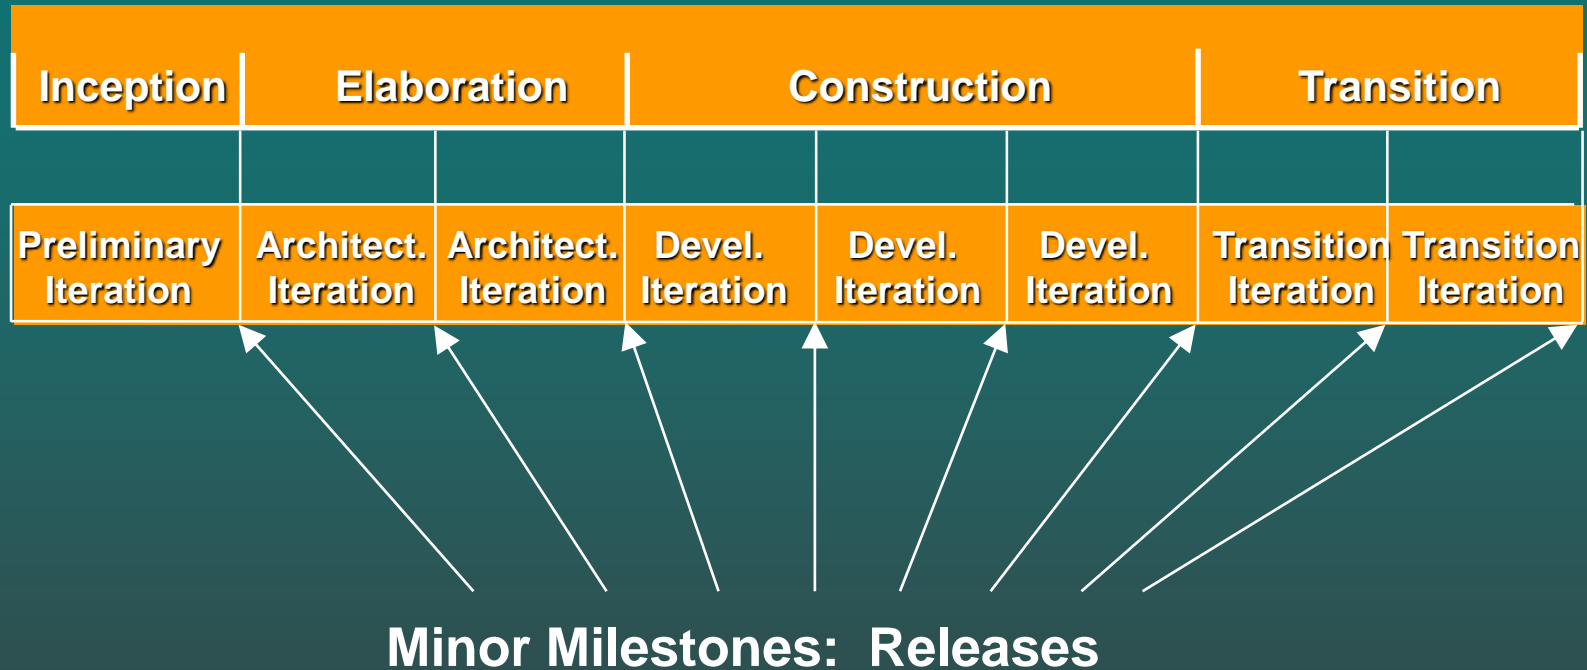 Inception Elaboration Construction Transition
Preliminary Architect. Architect. Devel. Devel. Devel. Transition Transition
Iteration Iteration Iteration Iteration Iteration Iteration Iteration Iteration
Minor Milestones: Releases